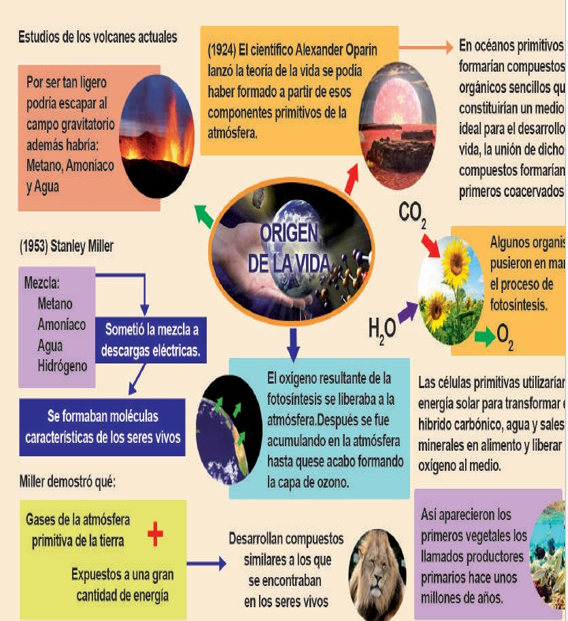 Estudios de los volcanes actuales
Por ser tan ligero
podría escapar al
campo gravitatorio
además habría:
Metano, Amoniaco
y Agua
(1924) El científico Alexander Oparin
lanzó la teoría de la vida se podía
haber formado a partir de esos
componentes primitivos de la
atmósfera.
En océanos primitivos
formarían compuestos
orgánicos sencillos qu
constituirían un medio
ideal para el desarrollo
vida, la unión de dicho
compuestos formarían
primeros coacervados
ORIGEN
DE LA VIDA
CO2
Algunos organis
pusieron en mar
el proceso de
fotosíntesis.
H2O
O2
(1953) Stanley Miller
Mezcla:
Metano
Amoníaco
Agua
Hidrógeno
Sometió la mezcla a
descargas eléctricas.
Se formaban moléculas
características de los seres vivos
El oxigeno resultante de la
fotosíntesis se liberaba a la
atmósfera.Después se fue
acumulando en la atmósfera
hasta quese acabo formando
la capa de ozono.
Las células primitivas utilizarían
energía solar para transformar
híbrido carbónico, agua y sales
minerales en alimento y liberar
oxígeno al medio.
Miller demostró qué:
Gases de la atmósfera
primitiva de la tierra
+
Expuestos a una gran
cantidad de energía
Desarrollan compuestos
similares a los que
se encontraban
en los seres vivos
Así aparecieron los
primeros vegetales los
llamados productores
primarios hace unos
millones de años.